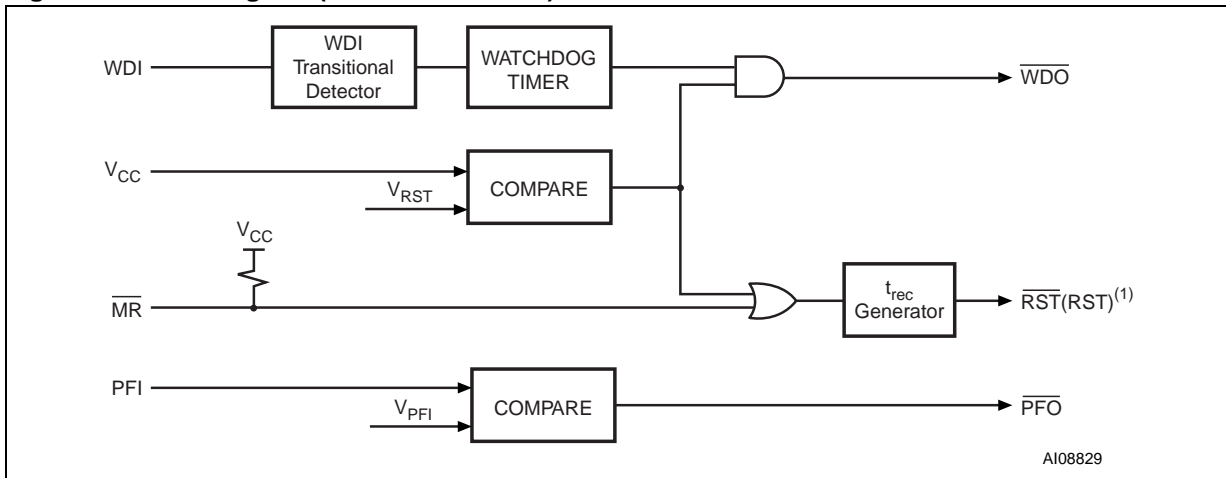 WDI
WDI
Transitional
Detector
WATCHDOG
TIMER
WDO
VCC
VRST
COMPARE
VCC
MR
trec
Generator
RST(RST)(1)
PFI
VPFI
COMPARE
PFO
AI08829